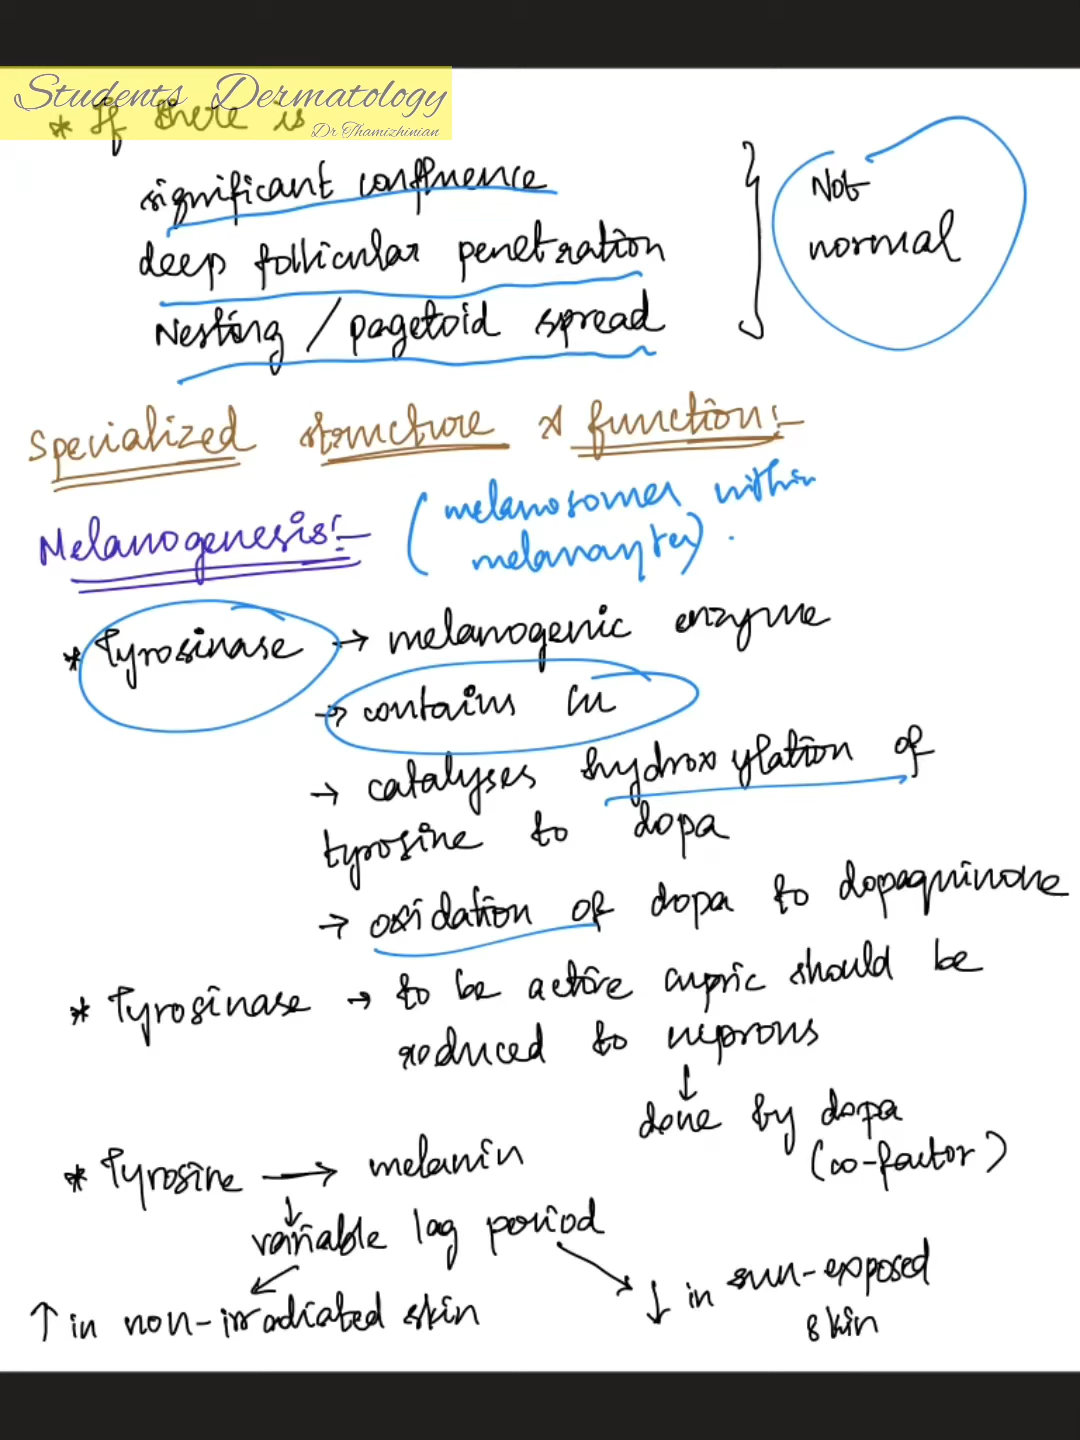 Students Dermatology
Dr Thamizhinian
* If there is
significant confluence
deep follicular penetration
Nesting / pagetoid spread
Not
normal
Specialized structure & function:-
Melanogenesis:- (melanosomes within
melanocytes).
* Tyrosinase → melanogenic enzyme
→ contains Cu
→ catalyses hydroxylation of
tyrosine to dopa
→ oxidation of dopa to dopaquinone
* Tyrosinase → to be active cupric should be
reduced to cuprous
↓
done by dopa
(co-factor)
* Tyrosine → melanin
↓
variable lag period
↑ in non-irradiated skin
↓ in sun-exposed
skin